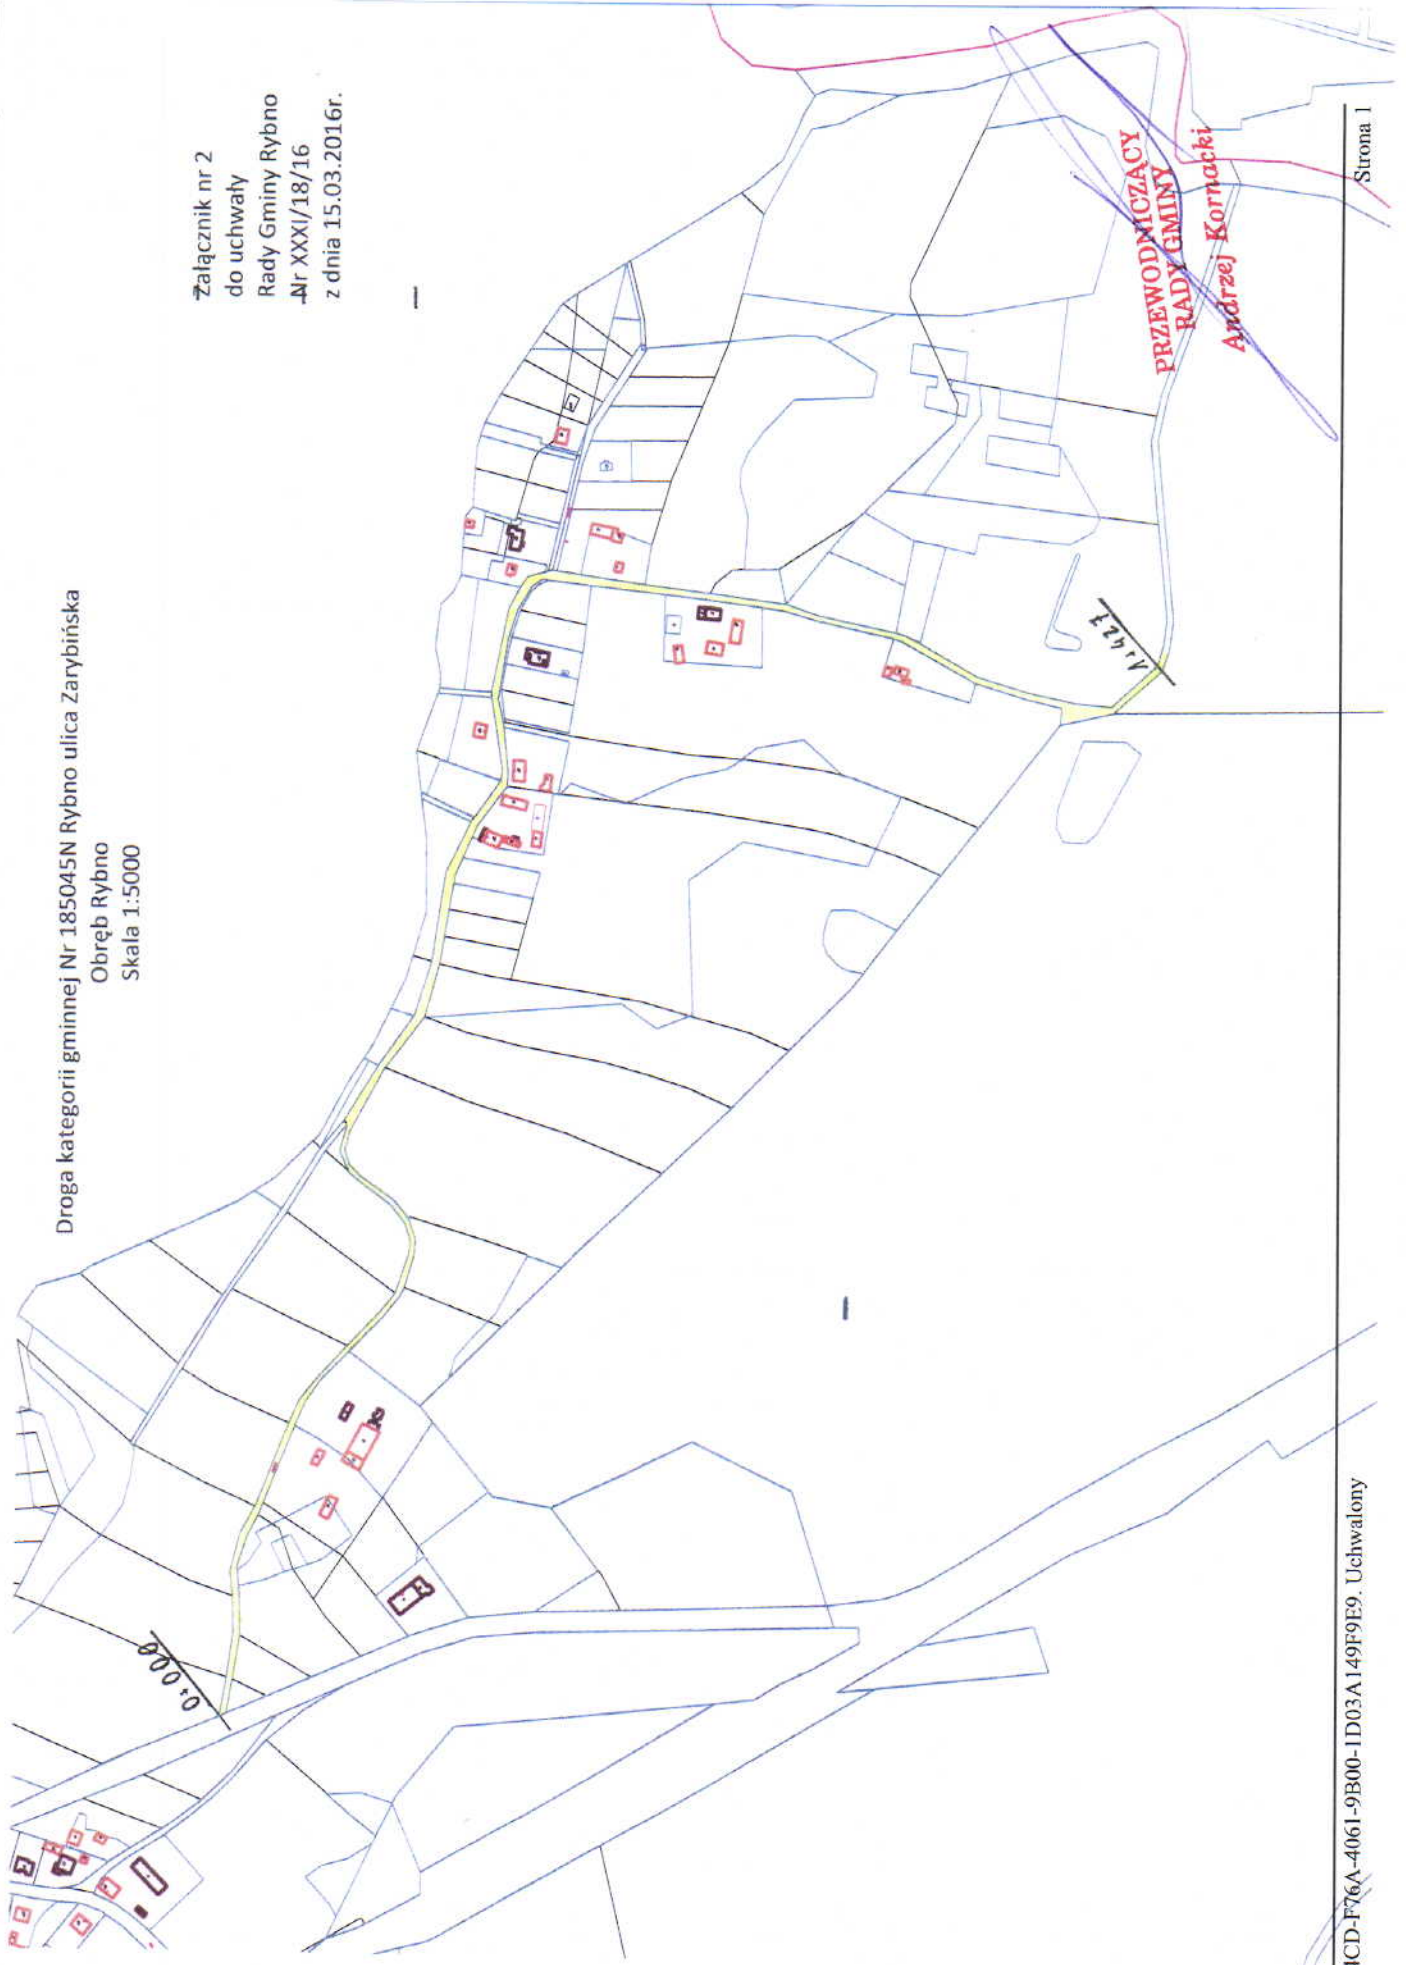 Droga kategorii gminnej Nr 185045N Rybno ulica Zarybińska
Obręb Rybno
Skala 1:5000
Załącznik nr 2
do uchwały
Rady Gminy Rybno
Nr XXXI/18/16
z dnia 15.03.2016r.
0+000
1+427
PRZEWODNICZĄCY
RADY GMINY
Andrzej Kornacki
CD-F76A-4061-9B00-1D03A149F9E9. Uchwalony
Strona 1